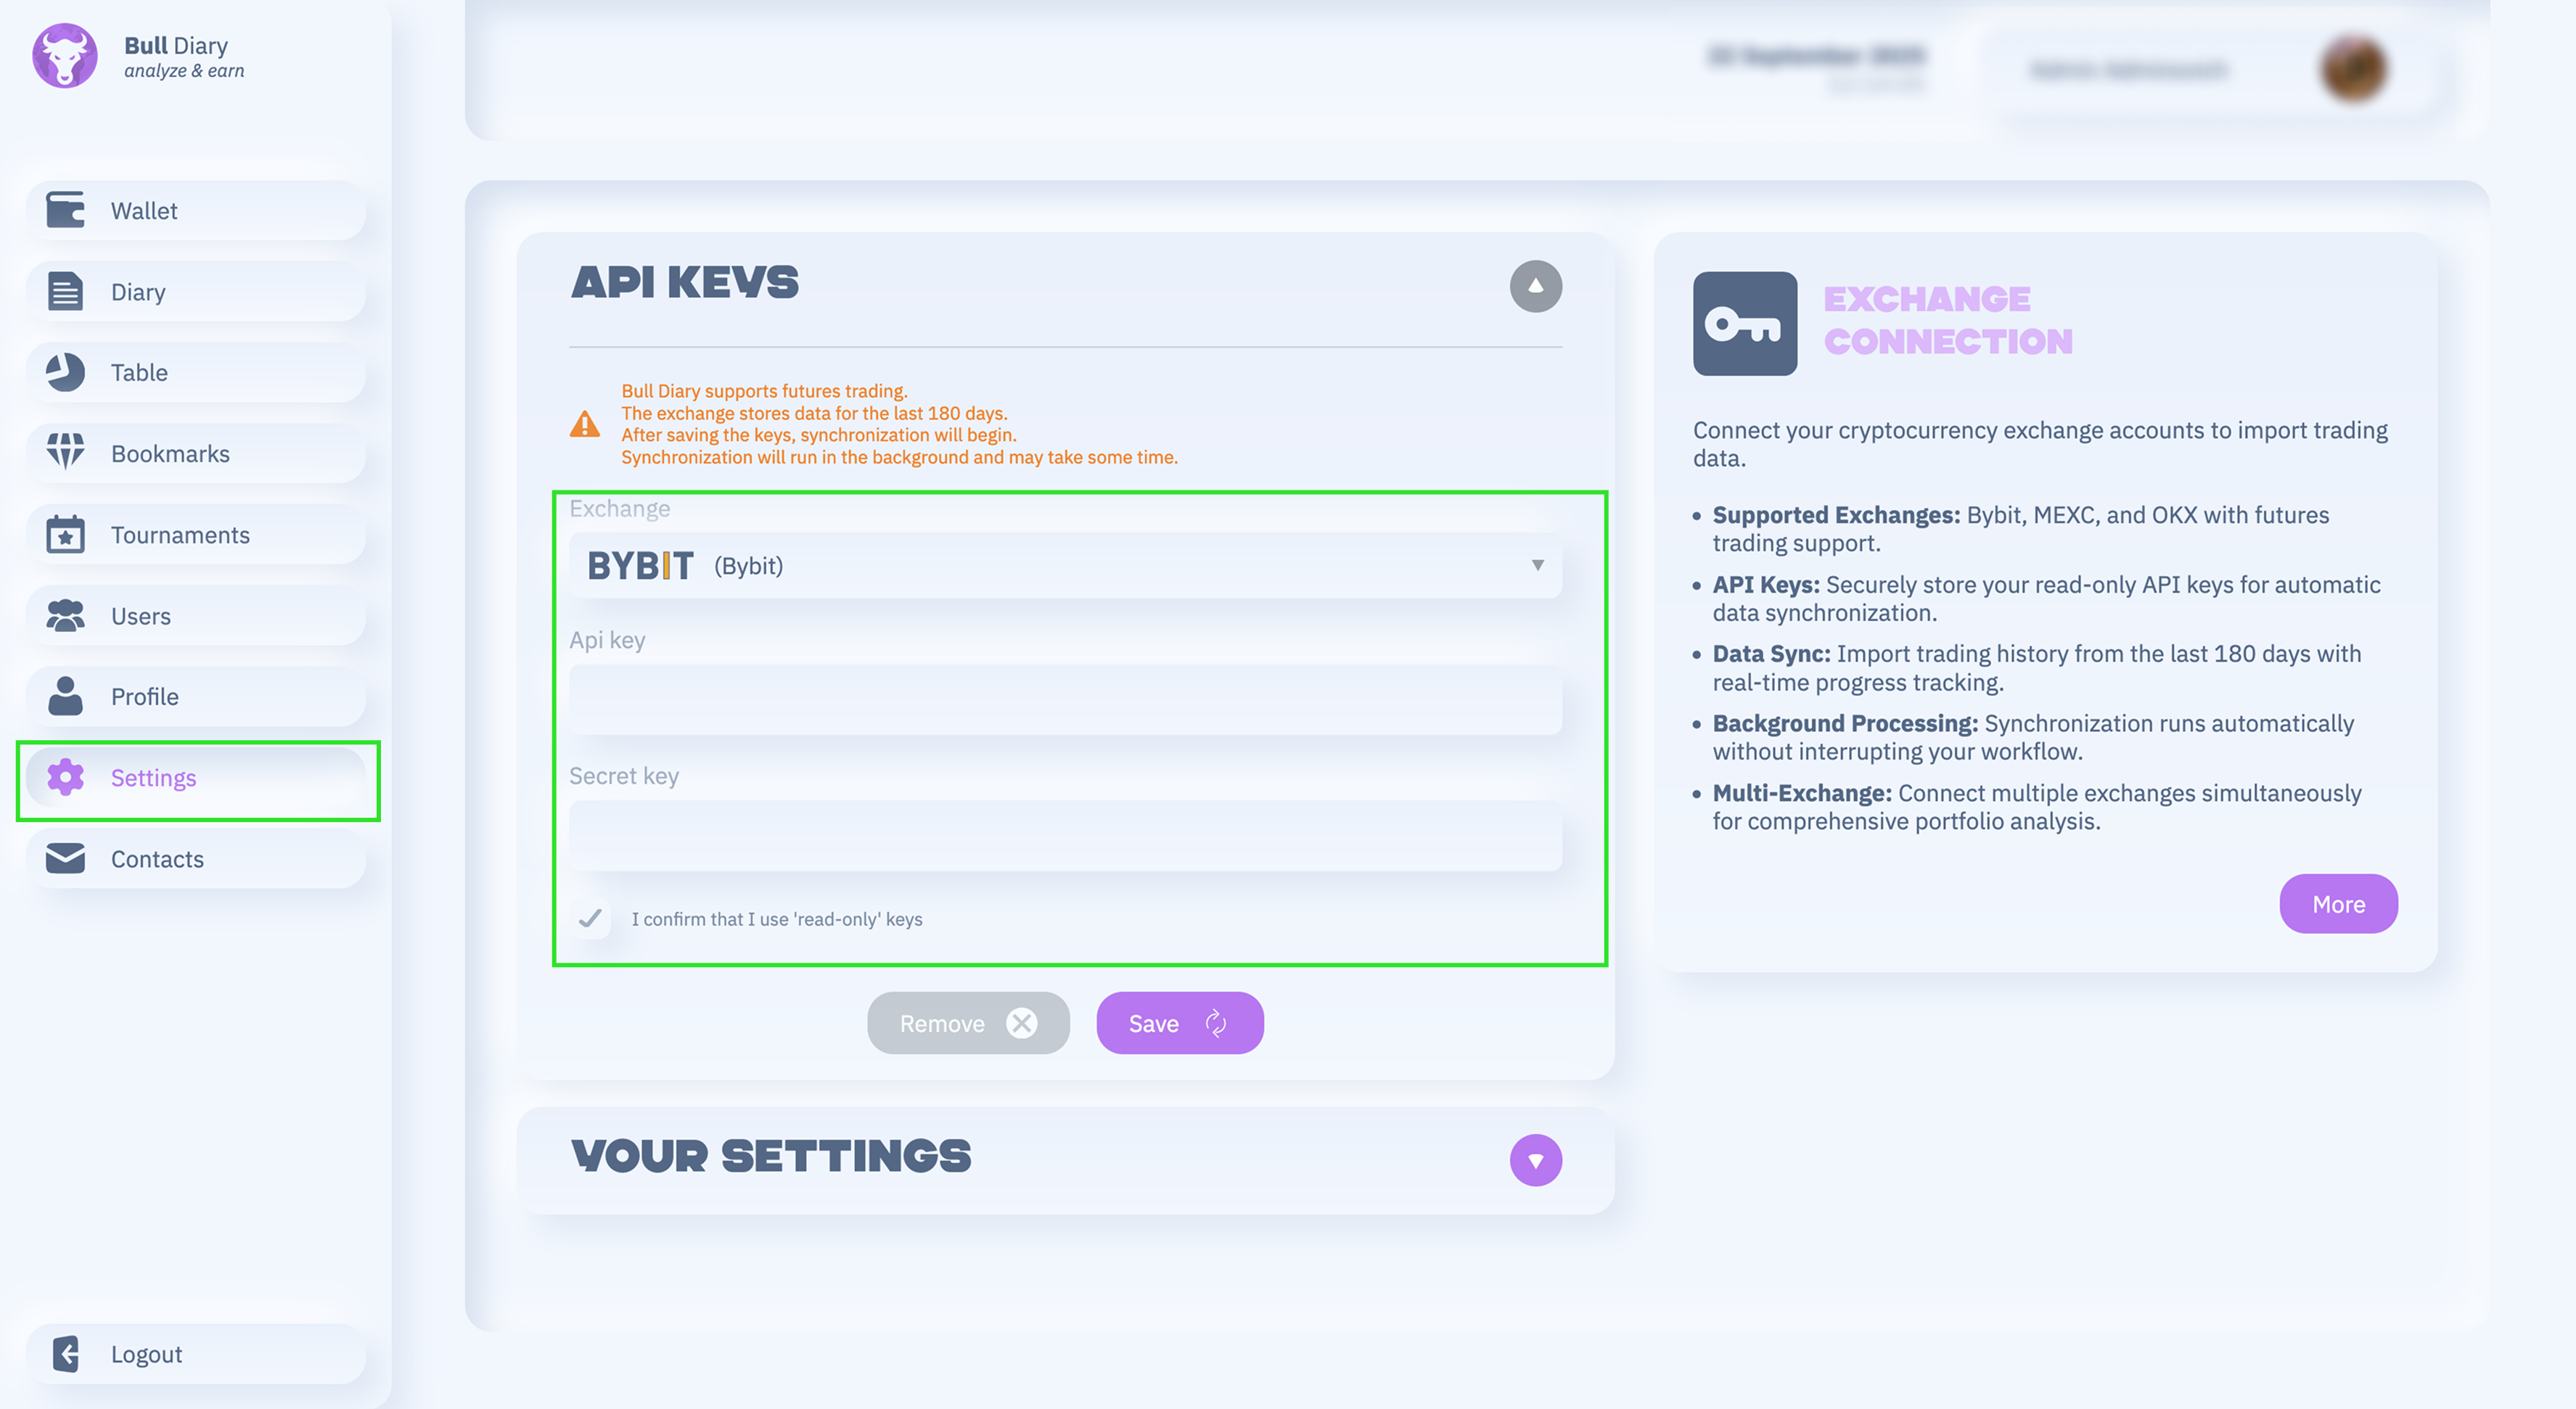 Bull Diary
analyze & earn
Wallet
Diary
Table
Bookmarks
Tournaments
Users
Profile
Settings
Contacts
Logout
API KEYS
Bull Diary supports futures trading.
The exchange stores data for the last 180 days.
After saving the keys, synchronization will begin.
Synchronization will run in the background and may take some time.
Exchange
BYBIT (Bybit)
Api key
Secret key
I confirm that I use 'read-only' keys
Remove
Save
YOUR SETTINGS
EXCHANGE
CONNECTION
Connect your cryptocurrency exchange accounts to import trading
data.
• Supported Exchanges: Bybit, MEXC, and OKX with futures
trading support.
• API Keys: Securely store your read-only API keys for automatic
data synchronization.
• Data Sync: Import trading history from the last 180 days with
real-time progress tracking.
• Background Processing: Synchronization runs automatically
without interrupting your workflow.
• Multi-Exchange: Connect multiple exchanges simultaneously
for comprehensive portfolio analysis.
More